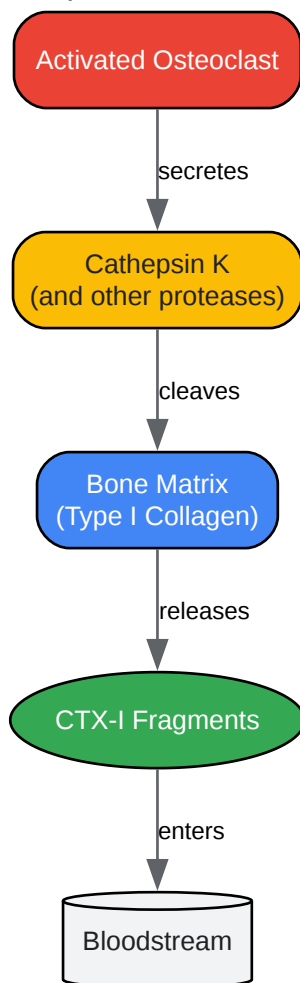 Activated Osteoclast
secretes
Cathepsin K
(and other proteases)
cleaves
Bone Matrix
(Type I Collagen)
releases
CTX-I Fragments
enters
Bloodstream